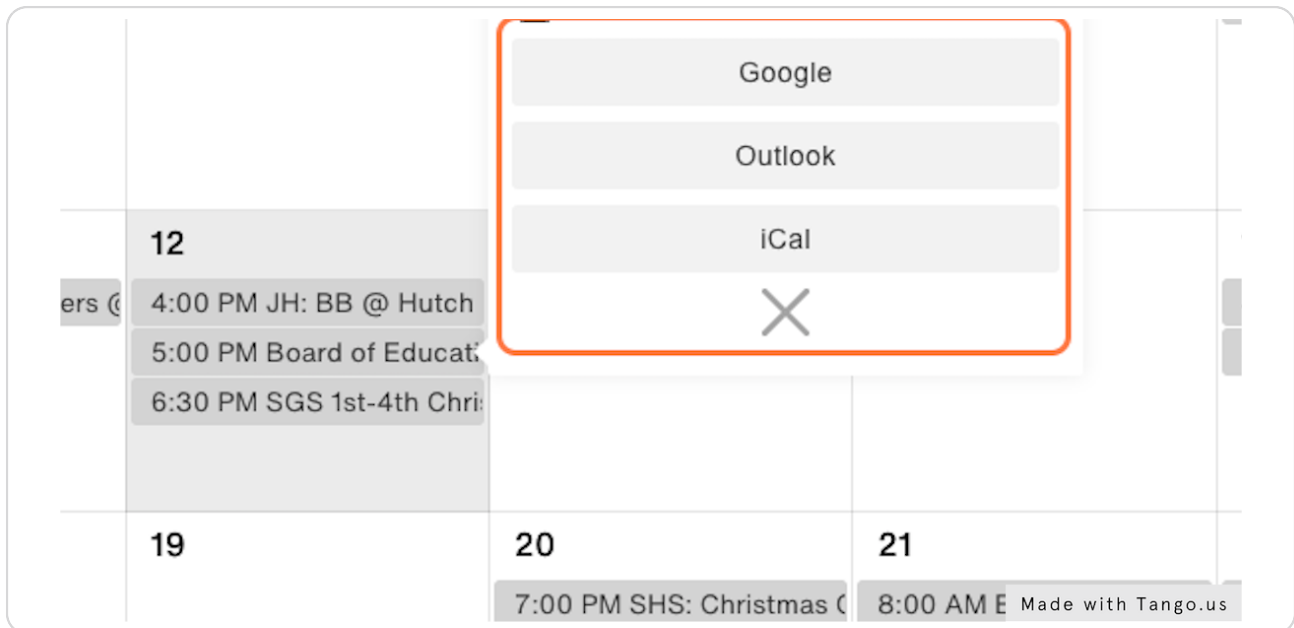 Google
Outlook
iCal
12
ers @
4:00 PM JH: BB @ Hutch
5:00 PM Board of Educati
6:30 PM SGS 1st-4th Chri
19
20
21
7:00 PM SHS: Christmas
8:00 AM
Made with Tango.us